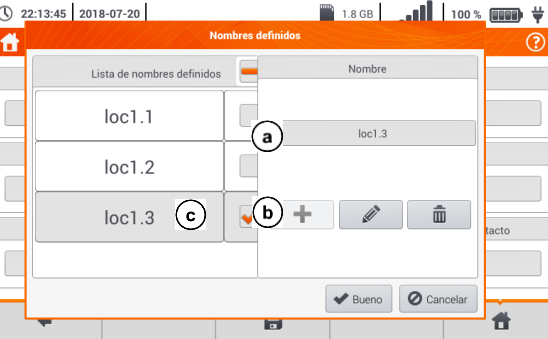 22:13:45 2018-07-20 1.8 GB 100 %
Nombres definidos
?
Lista de nombres definidos
Nombre
loc1.1
a
loc1.3
loc1.2
loc1.3
c
b
tacto
Bueno
Cancelar